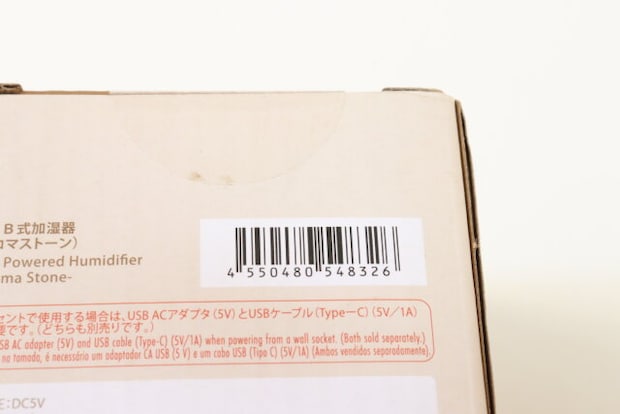 B式加湿器
マストーン)
Powered Humidifier
ma Stone-
4 550480 548326
セントで使用する場合は、USB ACアダプタ(5V)とUSBケーブル(Type-C)(5V/1A)
要です。(どちらも別売りです。)
SB AC adapter (5V) and USB cable (Type-C) (5V/1A) when powering from a wall socket. (Both sold separately.)
na tomada, é necessário um adaptador CA USB (5 V) e um cabo USB (Tipo C) (5V/1A) (Ambos vendidos separadamente).
:DC5V